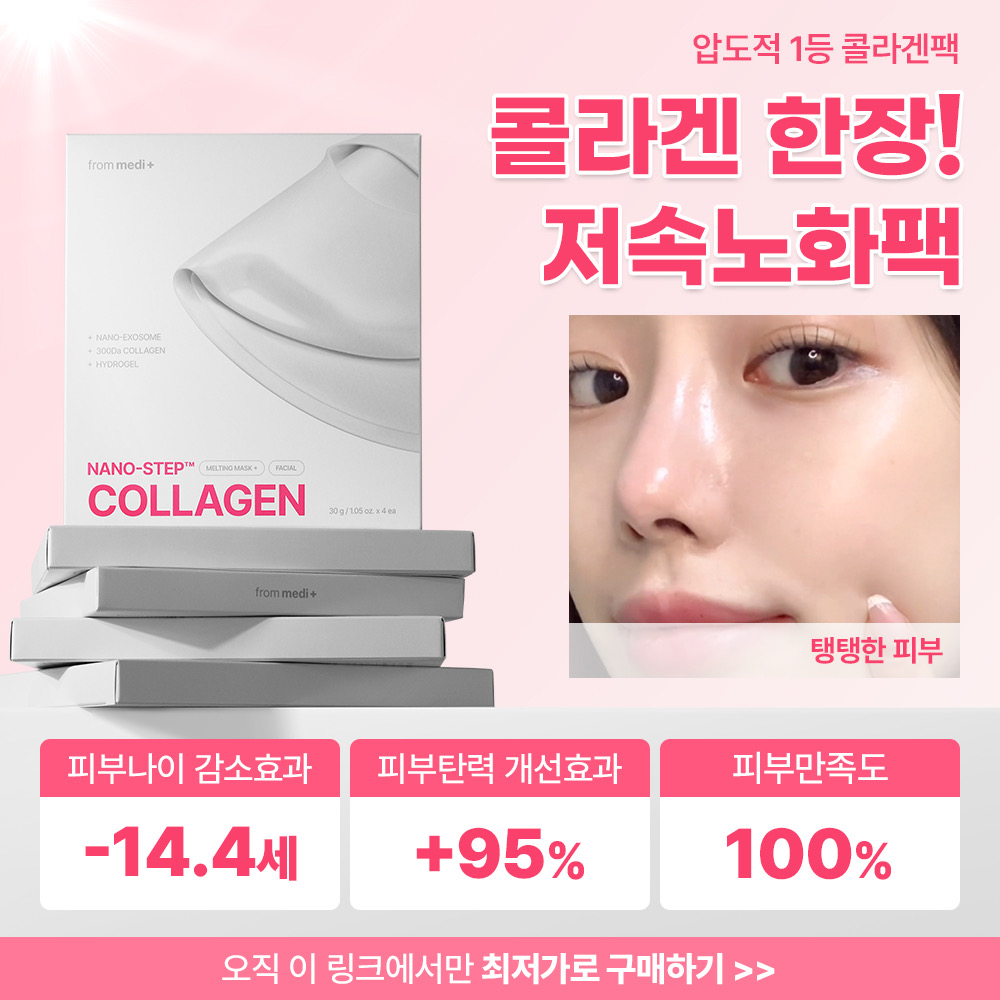 압도적 1등 콜라겐팩
콜라겐 한장!
저속노화팩
from medi+
+ NANO-EXOSOME
+ 300Da COLLAGEN
+ HYDROGEL
NANO-STEP™ MELTING MASK + FACIAL
COLLAGEN
30 g / 1.05 oz. x 4 ea
from medi+
탱탱한 피부
피부나이 감소효과
-14.4세
피부탄력 개선효과
+95%
피부만족도
100%
오직 이 링크에서만 최저가로 구매하기 >>